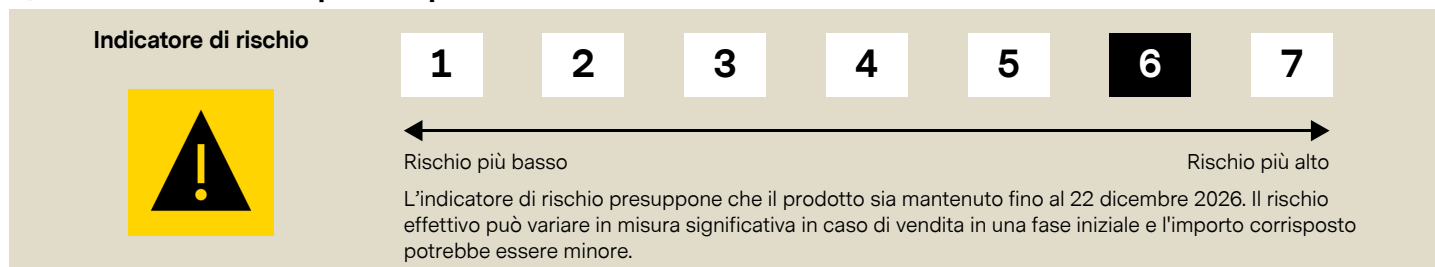 Indicatore di rischio
1 2 3 4 5 6 7
Rischio più basso Rischio più alto
L'indicatore di rischio presuppone che il prodotto sia mantenuto fino al 22 dicembre 2026. Il rischio
effettivo può variare in misura significativa in caso di vendita in una fase iniziale e l'importo corrisposto
potrebbe essere minore.